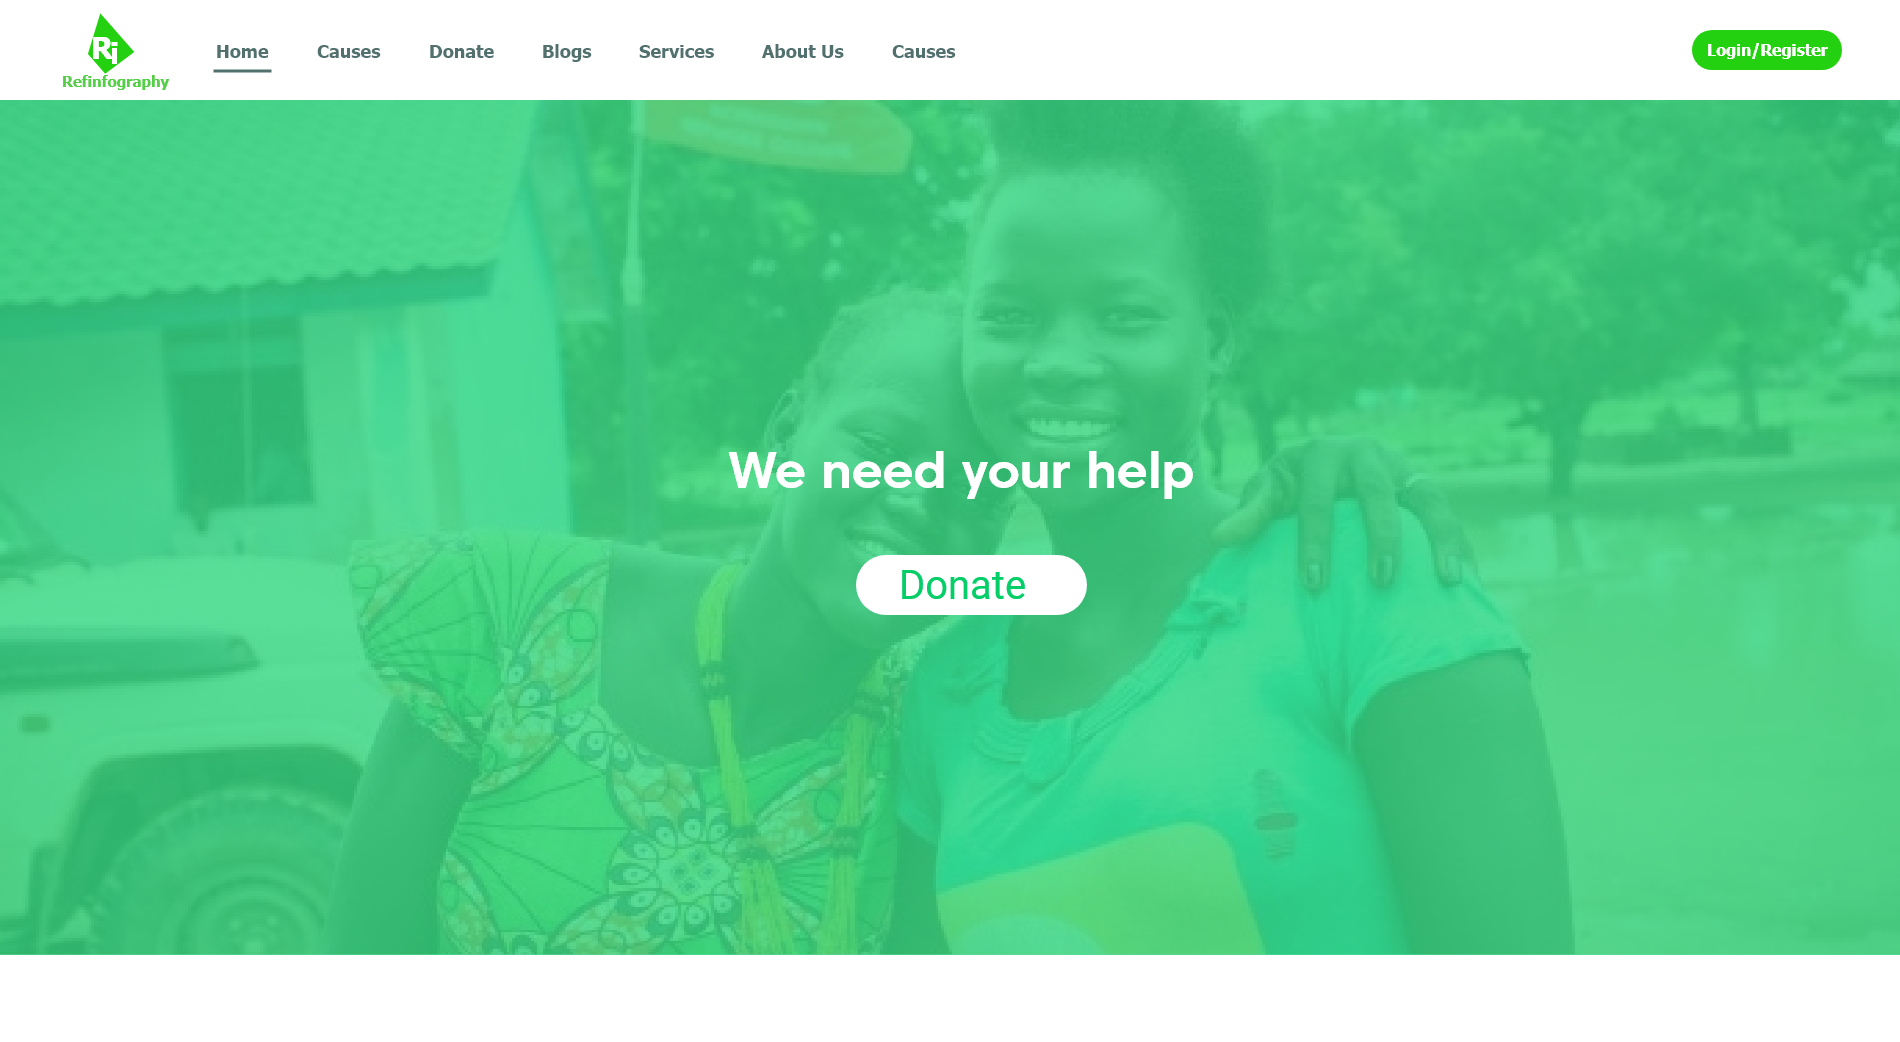 Ri
Refinfography
Home Causes Donate Blogs Services About Us Causes
Login/Register
We need your help
Donate